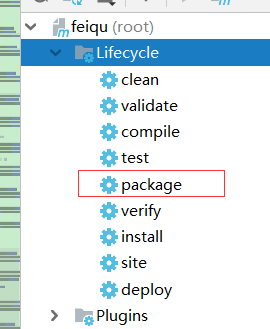 feiqu (root)
Lifecycle
clean
validate
compile
test
package
verify
install
site
deploy
Plugins